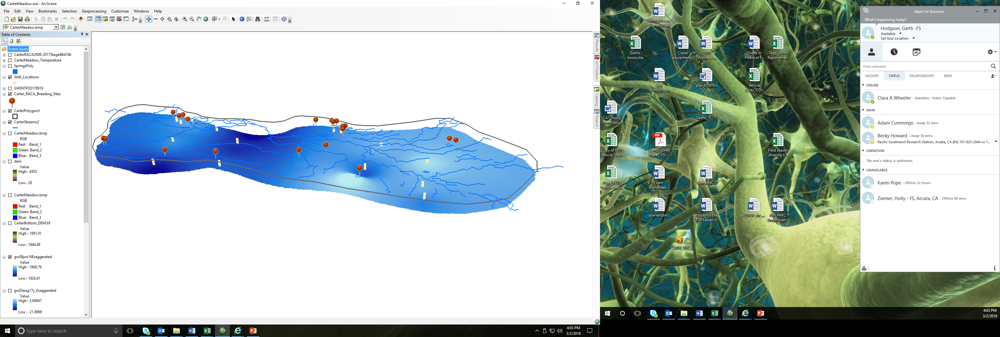 CarterMeadow.sxd - ArcScene
File Edit View Bookmarks Selection Geoprocessing Customize Windows Help
CarterMeadow.bmp
Table of Contents
Scene layers
CarterRACA2008-2017Stage4Bd10k
CarterMeadow_Temperature
SpringsPoly
Well_Locations
GWINTP20170919
Carter_RACA_Breeding_Sites
CarterPolygon3
CarterStreams2
CarterMeadow.bmp
RGB
Red: Band_1
Green: Band_2
Blue: Band_3
dem
Value
High : 4303
Low : 28
CarterMeadow.bmp
RGB
Red: Band_1
Green: Band_2
Blue: Band_3
CarterBottom_DEM.tif
Value
High : 1891.91
Low : 1844.48
gw09jun16Exaggerated
Value
High : 1868.76
Low : 1826.61
gw03aug17y_Exaggerated
Value
High : 3.99947
Low : -21.9999
Results
ArcToolbox
Catalog
Search
Type here to search
4:03 PM
3/2/2018
Hiring Freeze
Signed Me...
Garths
hours.xlsx
Claras
equipment...
2017
Wellness ...
Check in
Protocol f...
Tags up for
Replaceme...
Job
Announce...
psw-6700-0...
Vehicle
Costs_CO...
CA1_Injury
form.doc
Garths_2017...
Copy of FY18
Vehicle Cos...
PDF
Conductivity
Meter_YSI-...
Field season
shoping li...
Pope_FY18
Vehicle Cos...
Vam
Worksheet ...
ContactsC...
pswVerizon...
Notes for the
Full Lassen ...
CDFW_drt_...
NW PARC
Amphibian...
CRTR_GW_...
Skype for Business
What's happening today?
Hodgson, Garth -FS
Available
Set Your Location
Find someone
GROUPS STATUS RELATIONSHIPS NEW
ONLINE
Clara A Wheeler - Available - Video Capable
AWAY
Adam Cummings - Away 35 mins
Becky Howard - Away 30 mins
Pacific Southwest Research Station, Arcata, CA (R5) 707-825-2944 or 7...
UNKNOWN
No one's status is unknown.
UNAVAILABLE
Karen Pope - Offline 22 hours
Ziemer, Holly - FS, Arcata, CA - Offline 60 mins
4:03 PM
3/2/2018